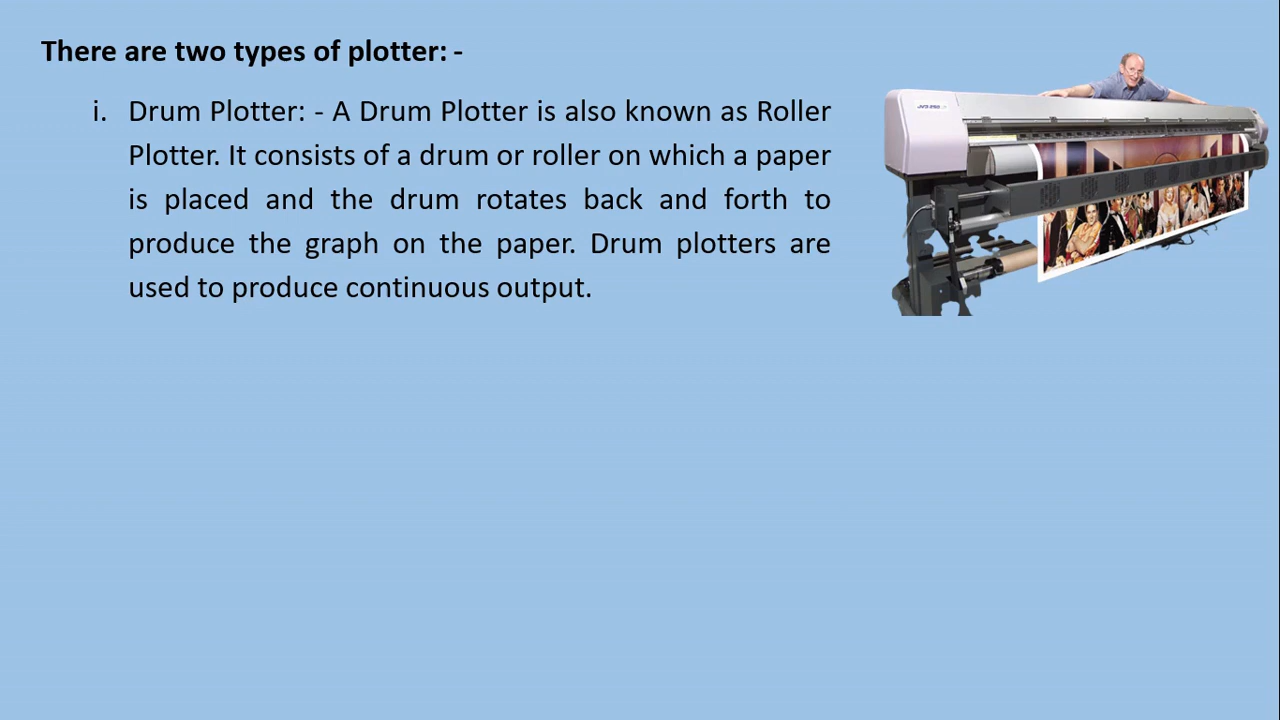 There are two types of plotter: -
i. Drum Plotter: - A Drum Plotter is also known as Roller
Plotter. It consists of a drum or roller on which a paper
is placed and the drum rotates back and forth to
produce the graph on the paper. Drum plotters are
used to produce continuous output.